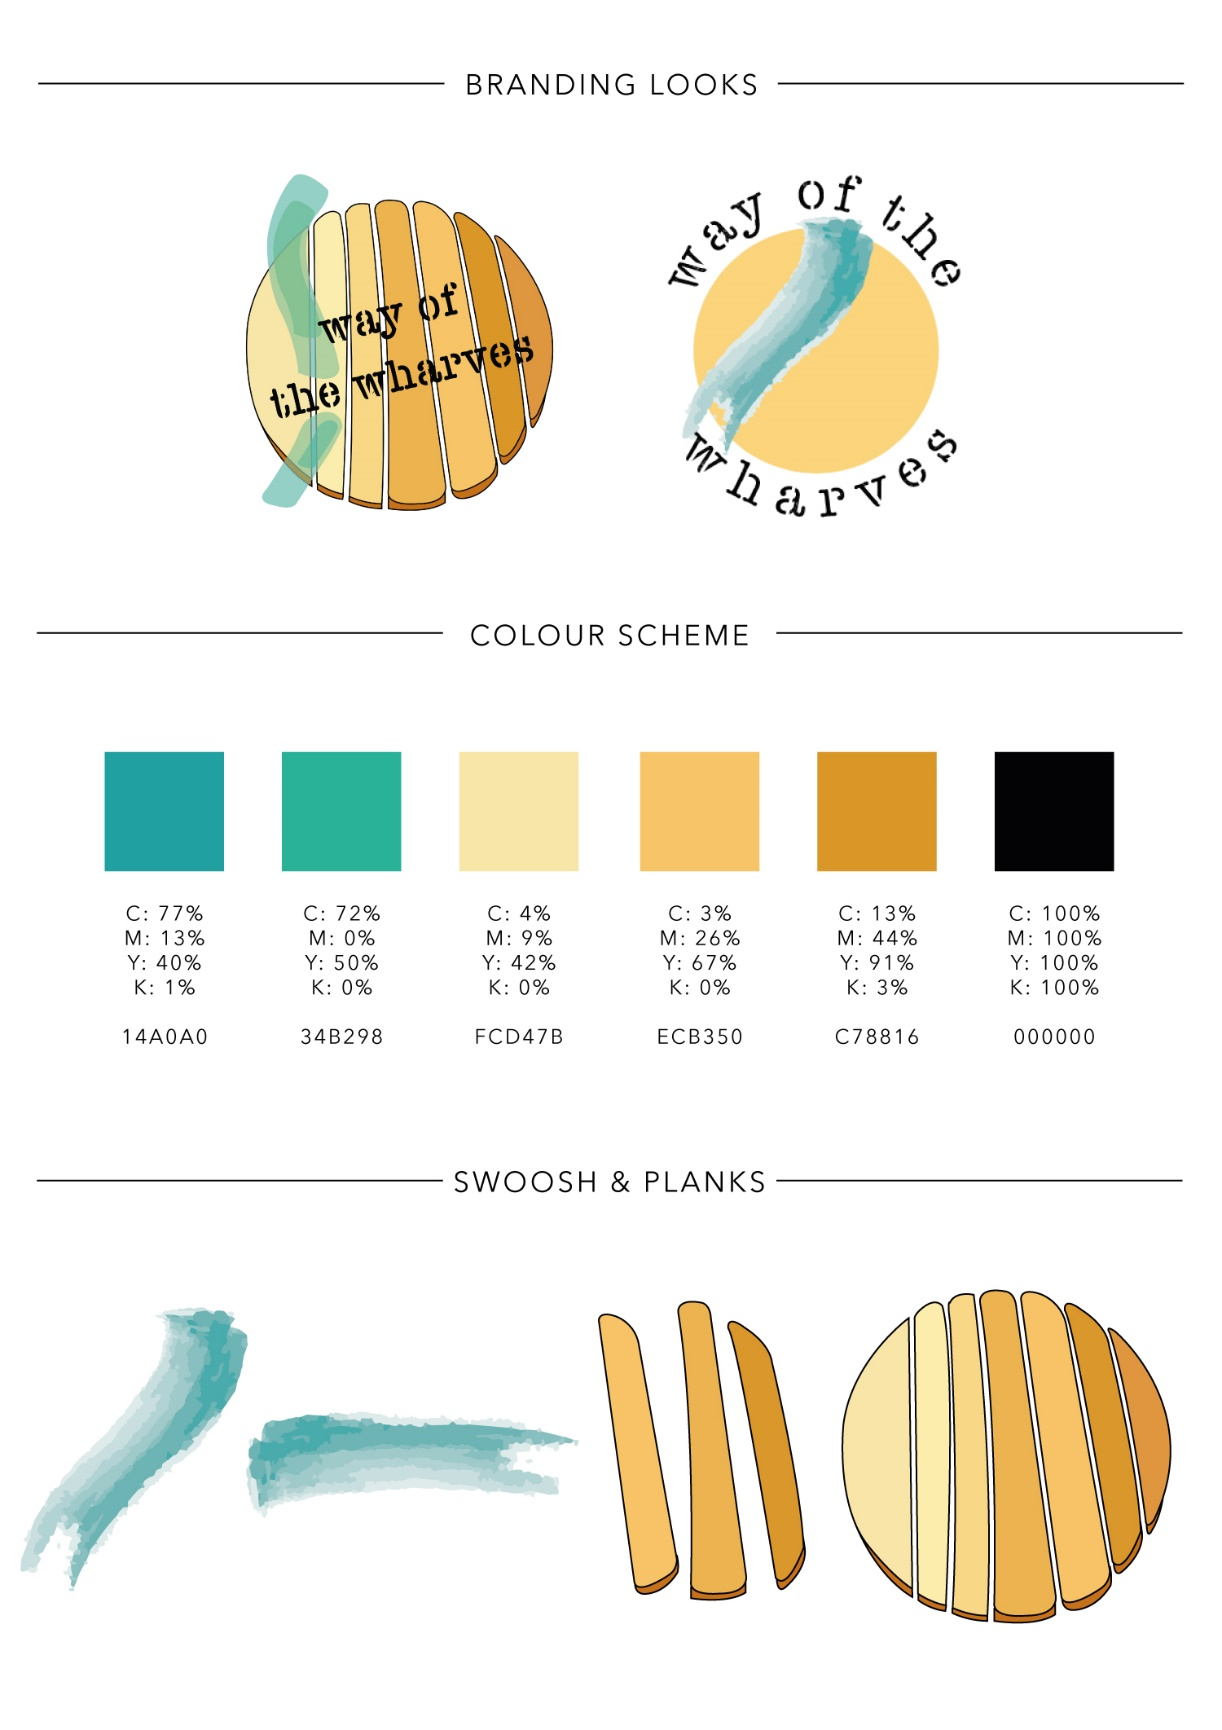 BRANDING LOOKS
way of
the wharves
way of the
wharves
COLOUR SCHEME
C: 77%
M: 13%
Y: 40%
K: 1%
14A0A0
C: 72%
M: 0%
Y: 50%
K: 0%
34B298
C: 4%
M: 9%
Y: 42%
K: 0%
FCD47B
C: 3%
M: 26%
Y: 67%
K: 0%
ECB350
C: 13%
M: 44%
Y: 91%
K: 3%
C78816
C: 100%
M: 100%
Y: 100%
K: 100%
000000
SWOOSH & PLANKS